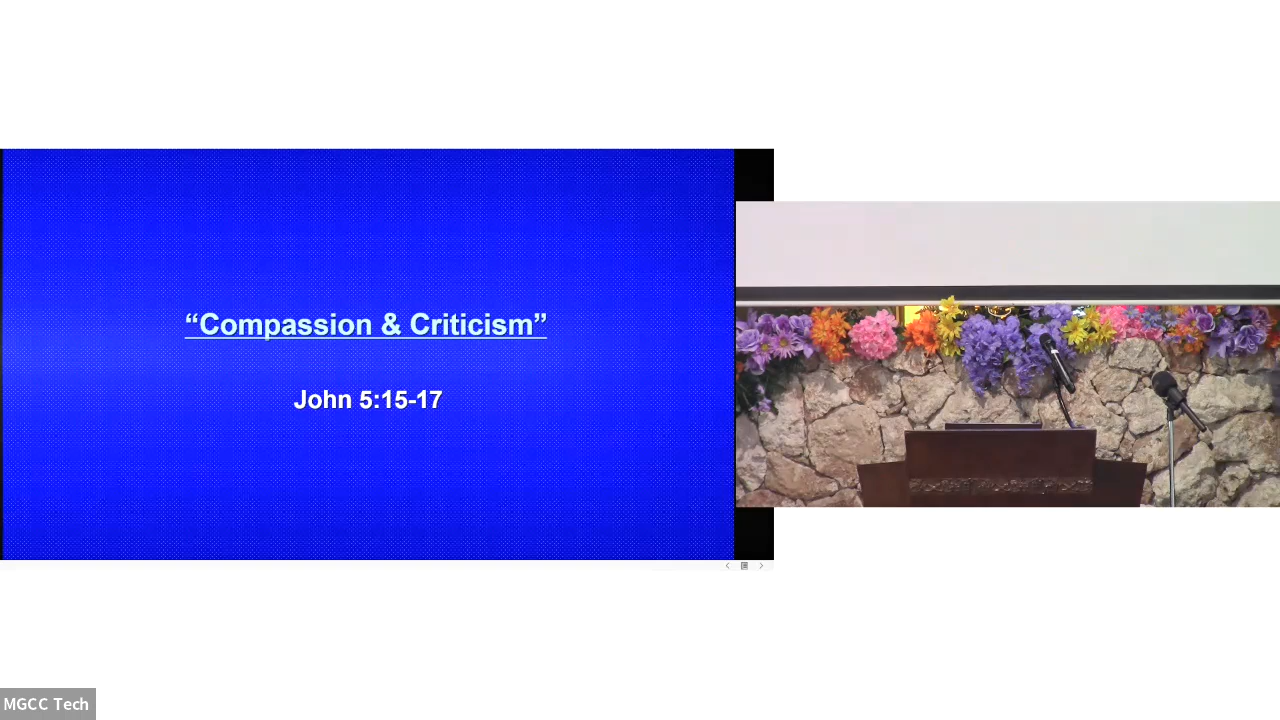 “Compassion & Criticism”
John 5:15-17
MGCC Tech